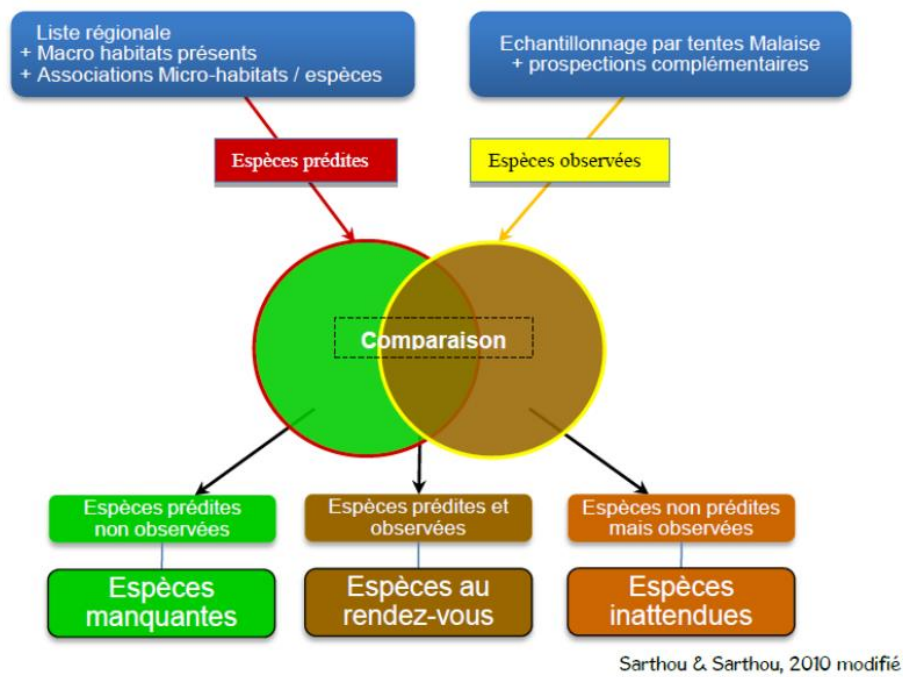 Liste régionale
+ Macro habitats présents
+ Associations Micro-habitats / espèces
Echantillonnage par tentes Malaise
+ prospections complémentaires
Espèces prédites
Espèces observées
Comparaison
Espèces prédites
non observées
Espèces prédites et
observées
Espèces non prédites
mais observées
Espèces
manquantes
Espèces au
rendez-vous
Espèces
inattendues
Sarthou & Sarthou, 2010 modifié